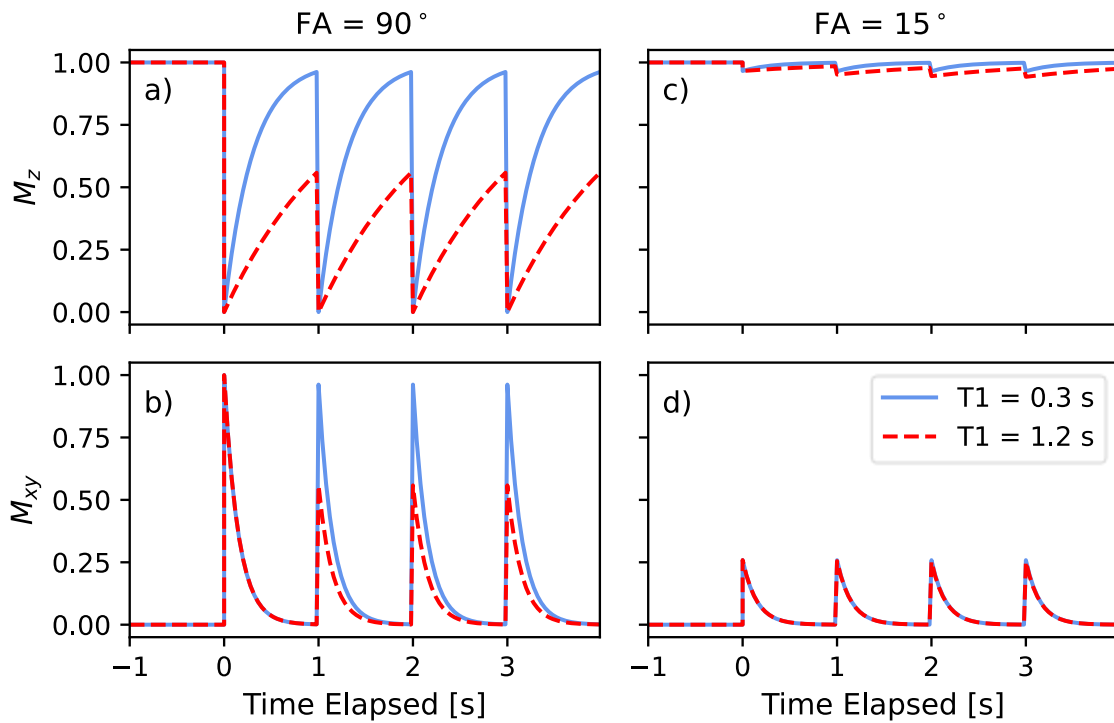 FA = 90° FA = 15°
1.00
0.75
0.50
0.25
0.00
M_z
a)
c)
1.00
0.75
0.50
0.25
0.00
M_xy
b)
d)
T1 = 0.3 s
T1 = 1.2 s
−1 0 1 2 3
−1 0 1 2 3
Time Elapsed [s] Time Elapsed [s]